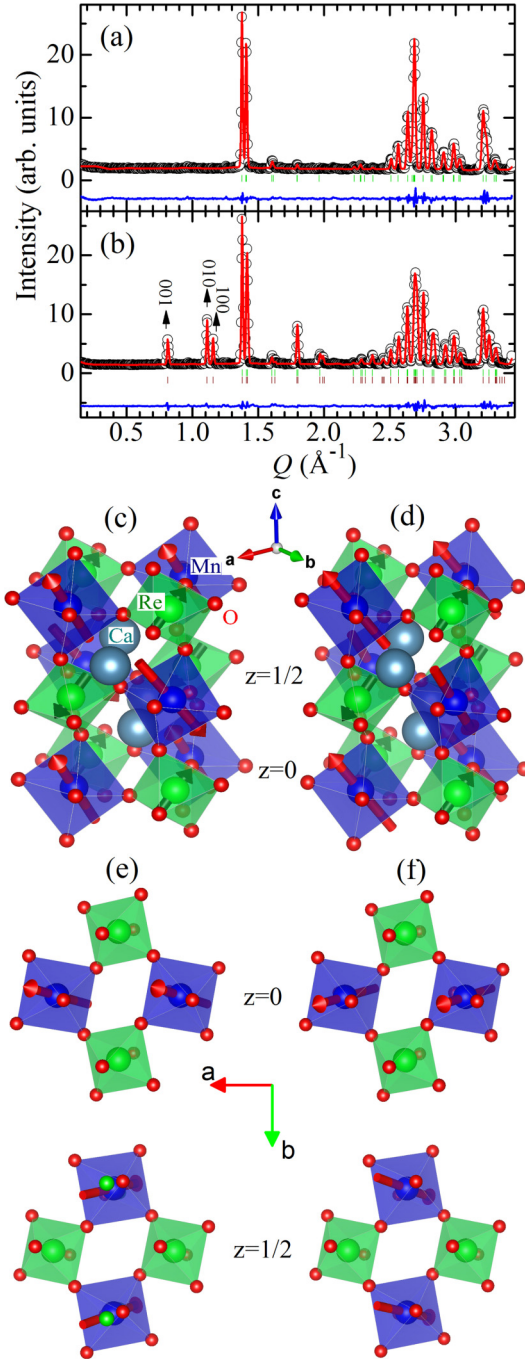 (a)
20
10
0
Intensity (arb. units)
(b)
001
010
100
20
10
0
0.5 1.0 1.5 2.0 2.5 3.0
Q (Å⁻¹)
(c) (d)
c
a b
Mn
Re
O
Ca
z=1/2
z=0
(e) (f)
z=0
a
b
z=1/2